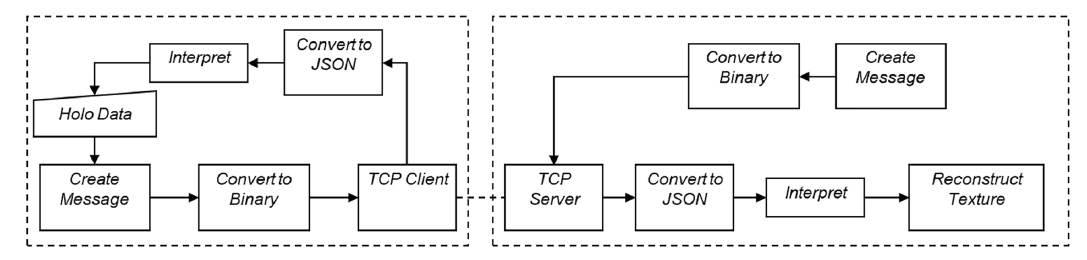 Interpret
Convert to
JSON
Holo Data
Create
Message
Convert to
Binary
TCP Client
Convert to
Binary
Create
Message
TCP
Server
Convert to
JSON
Interpret
Reconstruct
Texture